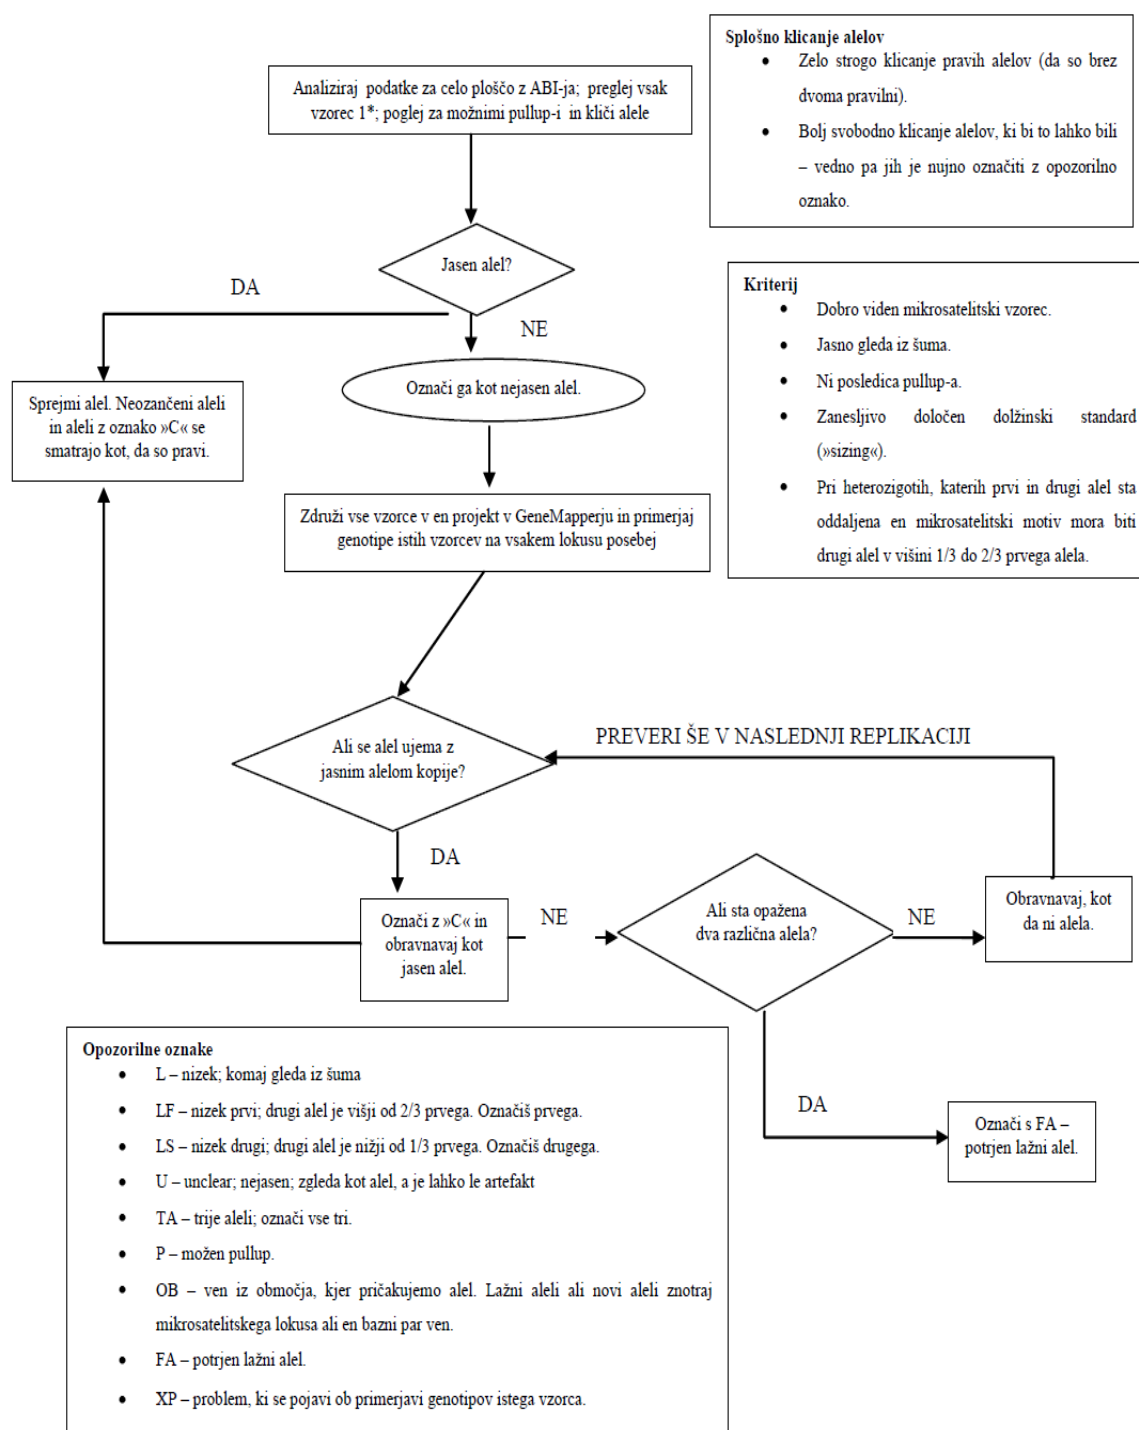 Splošno klicanje alelov
• Zelo strogo klicanje pravih alelov (da so brez
dvoma pravilni).
• Bolj svobodno klicanje alelov, ki bi to lahko bili
– vedno pa jih je nujno označiti z opozorilno
oznako.
Analiziraj podatke za celo ploščo z ABI-ja; preglej vsak
vzorec 1*; poglej za možnimi pullup-i in kliči alele
Jasen alel?
DA
NE
Kriterij
• Dobro viden mikrosatelitski vzorec.
• Jasno gleda iz šuma.
• Ni posledica pullup-a.
• Zanesljivo določen dolžinski standard
(»sizing«).
• Pri heterozigotih, katerih prvi in drugi alel sta
oddaljena en mikrosatelitski motiv mora biti
drugi alel v višini 1/3 do 2/3 prvega alela.
Označi ga kot nejasen alel.
Sprejmi alel. Neozančeni aleli
in aleli z oznako »C« se
smatrajo kot, da so pravi.
Združi vse vzorce v en projekt v GeneMapperju in primerjaj
genotipe istih vzorcev na vsakem lokusu posebej
Ali se alel ujema z
jasnim alelom kopije?
PREVERI ŠE V NASLEDNJI REPLIKACIJI
DA
Označi z »C« in
obravnavaj kot
jasen alel.
NE
Ali sta opažena
dva različna alela?
NE
Obravnavaj, kot
da ni alela.
DA
Označi s FA –
potrjen lažni alel.
Opozorilne oznake
• L – nizek; komaj gleda iz šuma
• LF – nizek prvi; drugi alel je višji od 2/3 prvega. Označiš prvega.
• LS – nizek drugi; drugi alel je nižji od 1/3 prvega. Označiš drugega.
• U – unclear; nejasen; zgleda kot alel, a je lahko le artefakt
• TA – trije aleli; označi vse tri.
• P – možen pullup.
• OB – ven iz območja, kjer pričakujemo alel. Lažni aleli ali novi aleli znotraj
mikrosatelitskega lokusa ali en bazni par ven.
• FA – potrjen lažni alel.
• XP – problem, ki se pojavi ob primerjavi genotipov istega vzorca.